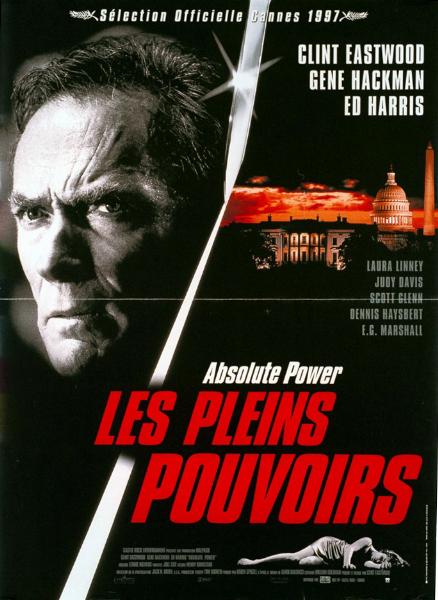 Sélection Officielle Cannes 1997
CLINT EASTWOOD
GENE HACKMAN
ED HARRIS
LAURA LINNEY
JUDY DAVIS
SCOTT GLENN
DENNIS HAYSBERT
E.G. MARSHALL
Absolute Power
LES PLEINS
POUVOIRS